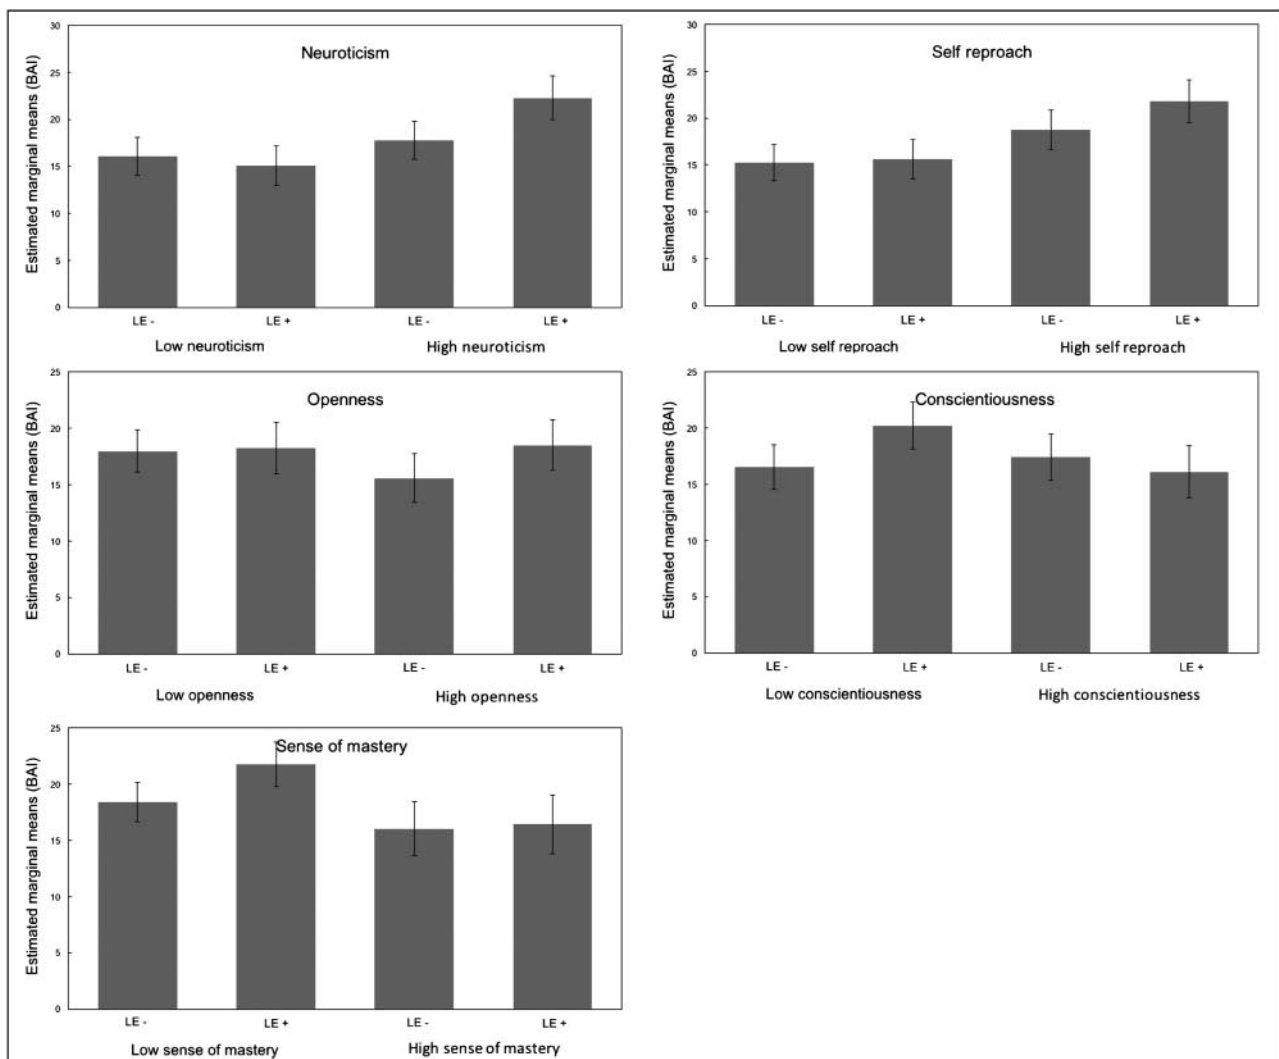 Neuroticism
Estimated marginal means (BAI)
30
25
20
15
10
5
0
LE - LE + LE - LE +
Low neuroticism High neuroticism
Self reproach
Estimated marginal means (BAI)
30
25
20
15
10
5
0
LE - LE + LE - LE +
Low self reproach High self reproach
Openness
Estimated marginal means (BAI)
25
20
15
10
5
0
LE - LE + LE - LE +
Low openness High openness
Conscientiousness
Estimated marginal means (BAI)
25
20
15
10
5
0
LE - LE + LE - LE +
Low conscientiousness High conscientiousness
Sense of mastery
Estimated marginal means (BAI)
25
20
15
10
5
0
LE - LE + LE - LE +
Low sense of mastery High sense of mastery